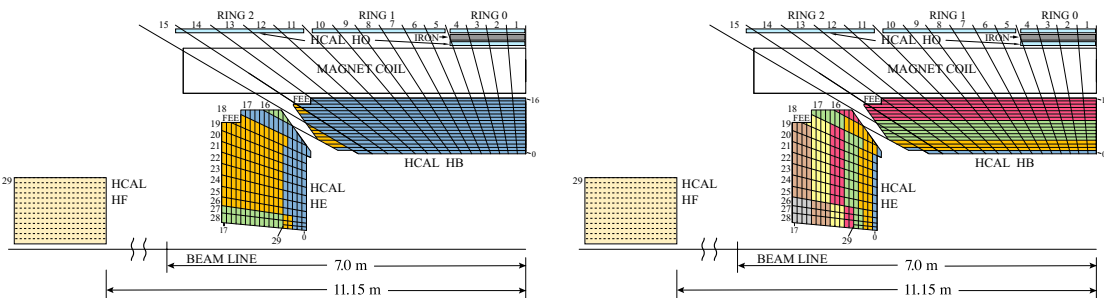 RING 2 RING 1 RING 0
15 14 13 12 11 10 9 8 7 6 5 4 3 2 1
HCAL HO IRON
MAGNET COIL
FEE 16
18 17 16
19 FEE
20
21
22
23
24
25
26
27
28
0
HCAL HB
29 HCAL
HF
HCAL
HE
17 29 0
BEAM LINE
7.0 m
11.15 m
RING 2 RING 1 RING 0
15 14 13 12 11 10 9 8 7 6 5 4 3 2 1
HCAL HO IRON
MAGNET COIL
FEE
18 17 16
19 FEE
20
21
22
23
24
25
26
27
28
0
HCAL HB
29 HCAL
HF
HCAL
HE
17 29 0
BEAM LINE
7.0 m
11.15 m